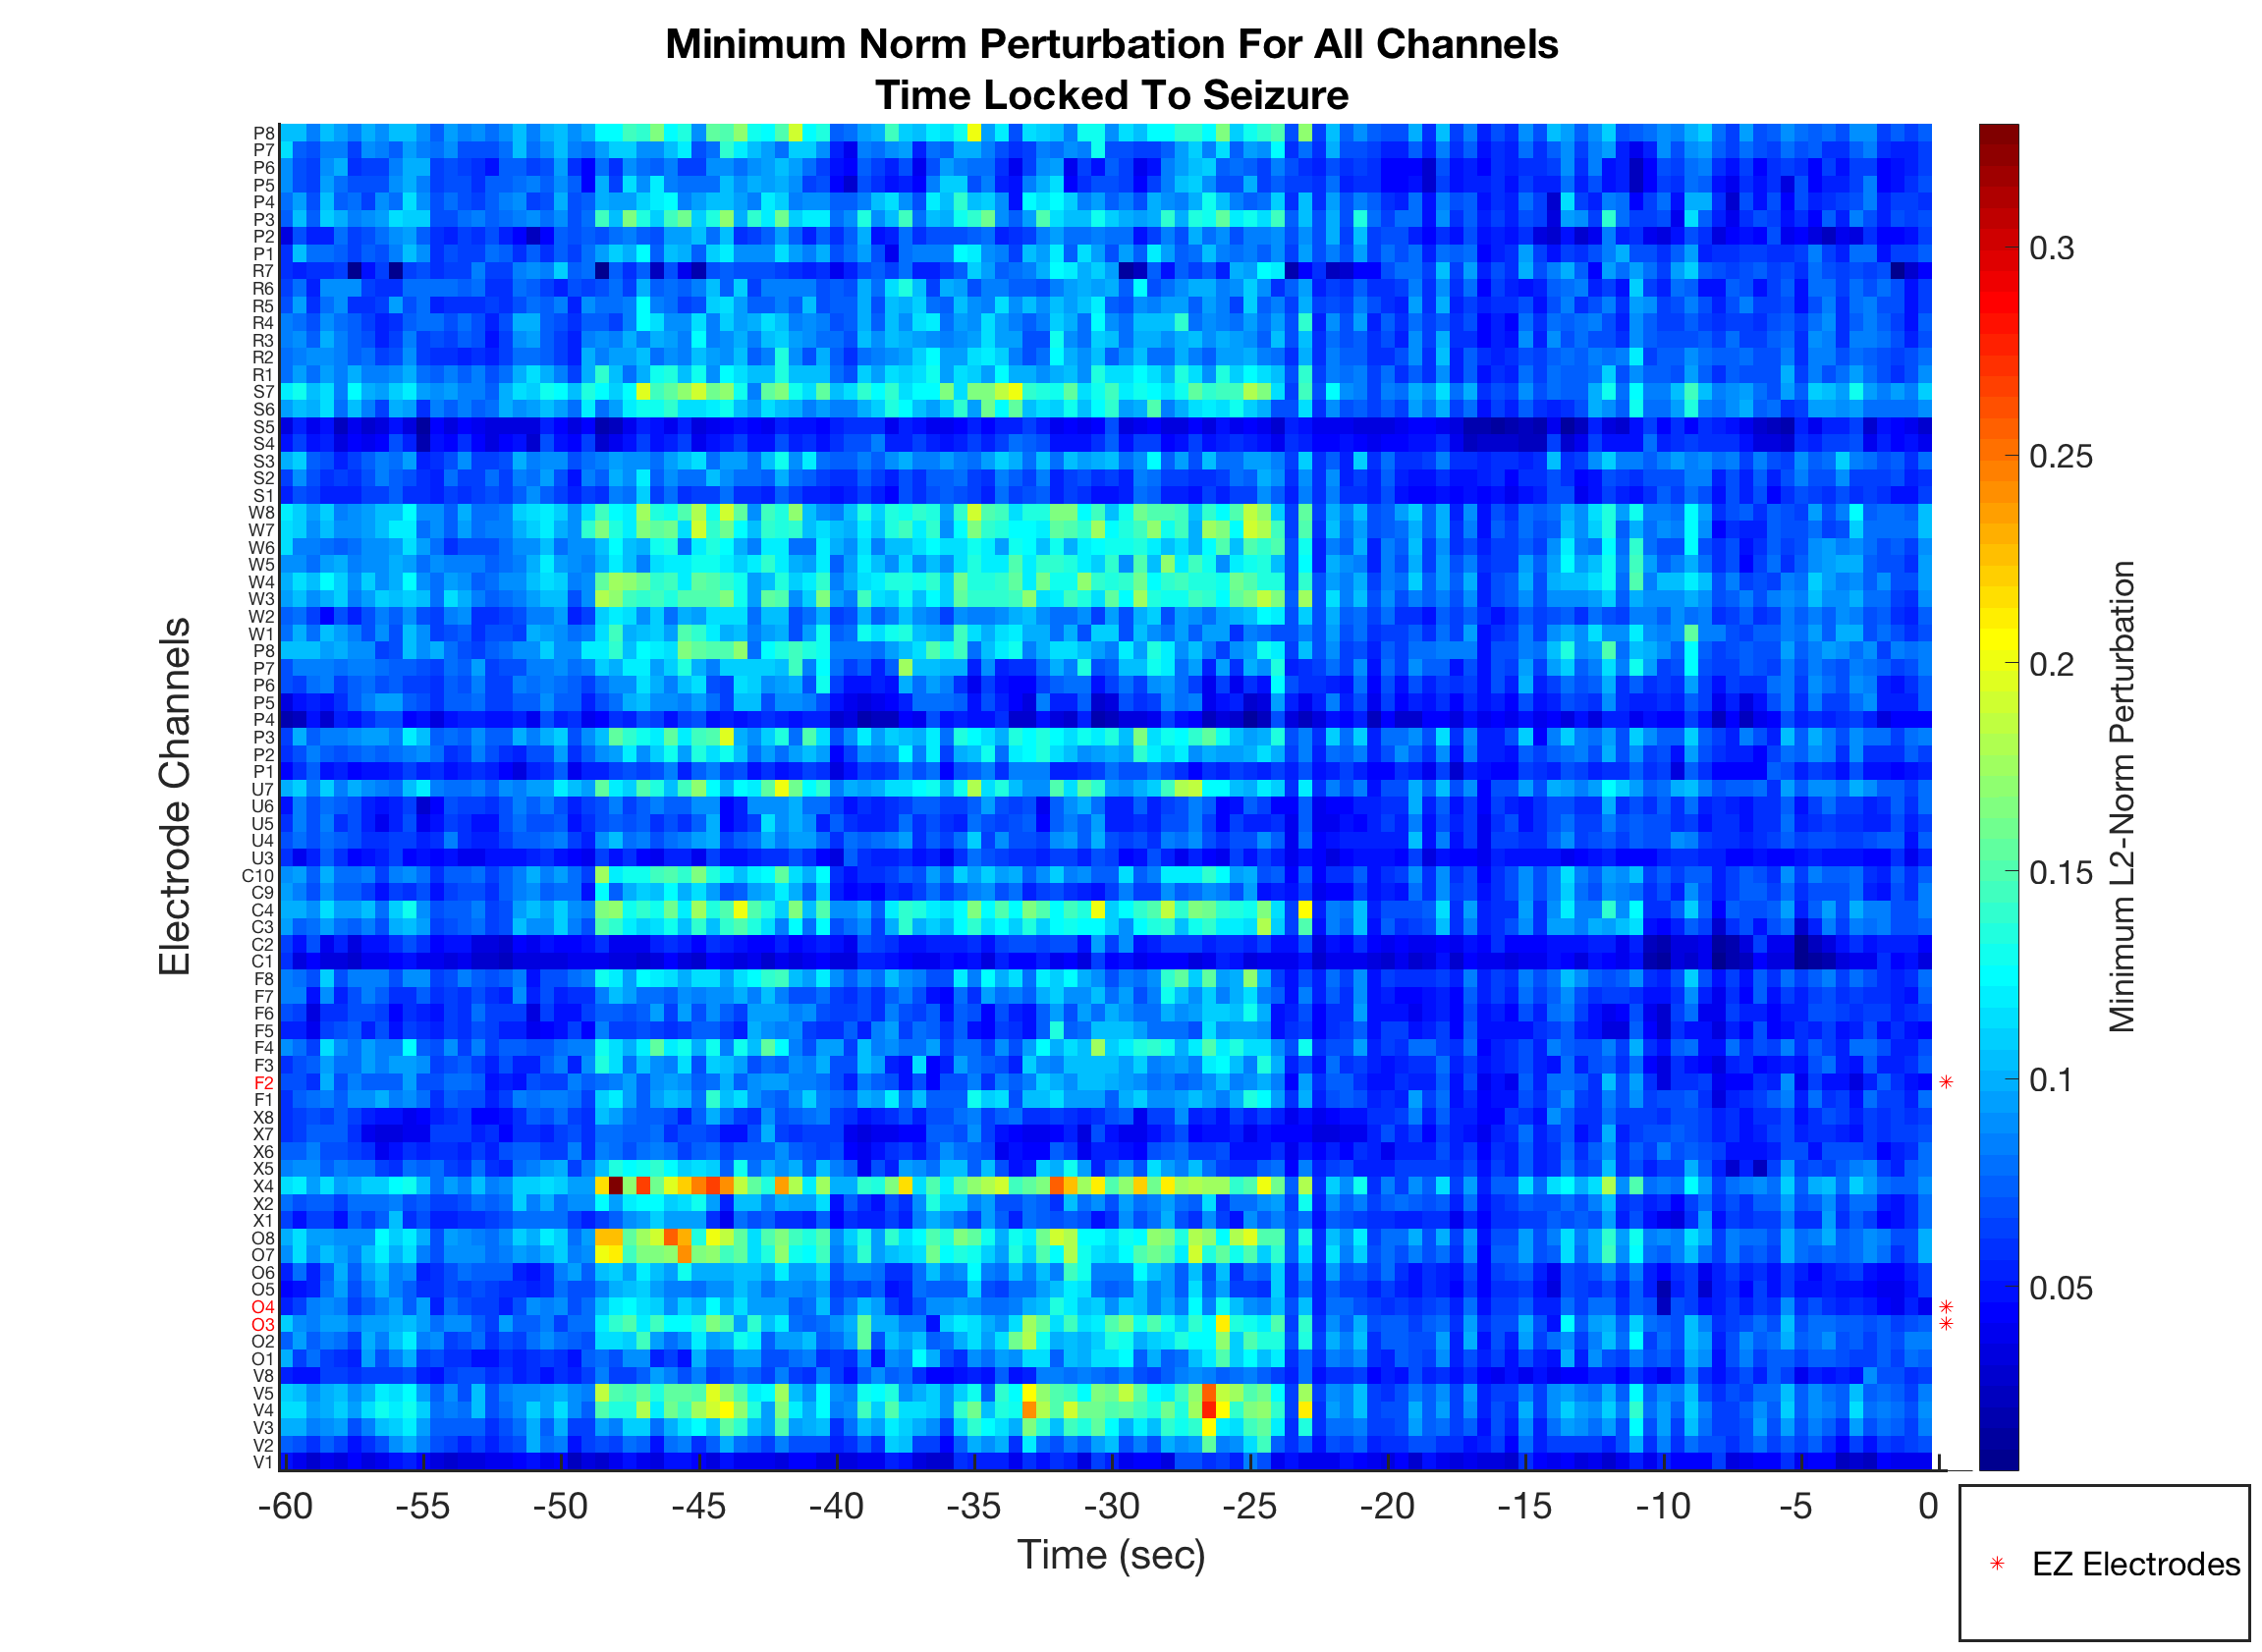 Minimum Norm Perturbation For All Channels
Time Locked To Seizure
P8
P7
P6
P5
P4
P3
P2
P1
R7
R6
R5
R4
R3
R2
R1
S7
S6
S5
S4
S3
S2
S1
W8
W7
W6
W5
W4
W3
W2
W1
P8
P7
P6
P5
P4
P3
P2
P1
U7
U6
U5
U4
U3
C10
C9
C4
C3
C2
C1
F8
F7
F6
F5
F4
F3
F2
F1
X8
X7
X6
X5
X4
X2
X1
O8
O7
O6
O5
O4
O3
O2
O1
V8
V5
V4
V3
V2
V1
Electrode Channels
-60 -55 -50 -45 -40 -35 -30 -25 -20 -15 -10 -5 0
Time (sec)
0.3
0.25
0.2
0.15
0.1
0.05
Minimum L2-Norm Perturbation
EZ Electrodes